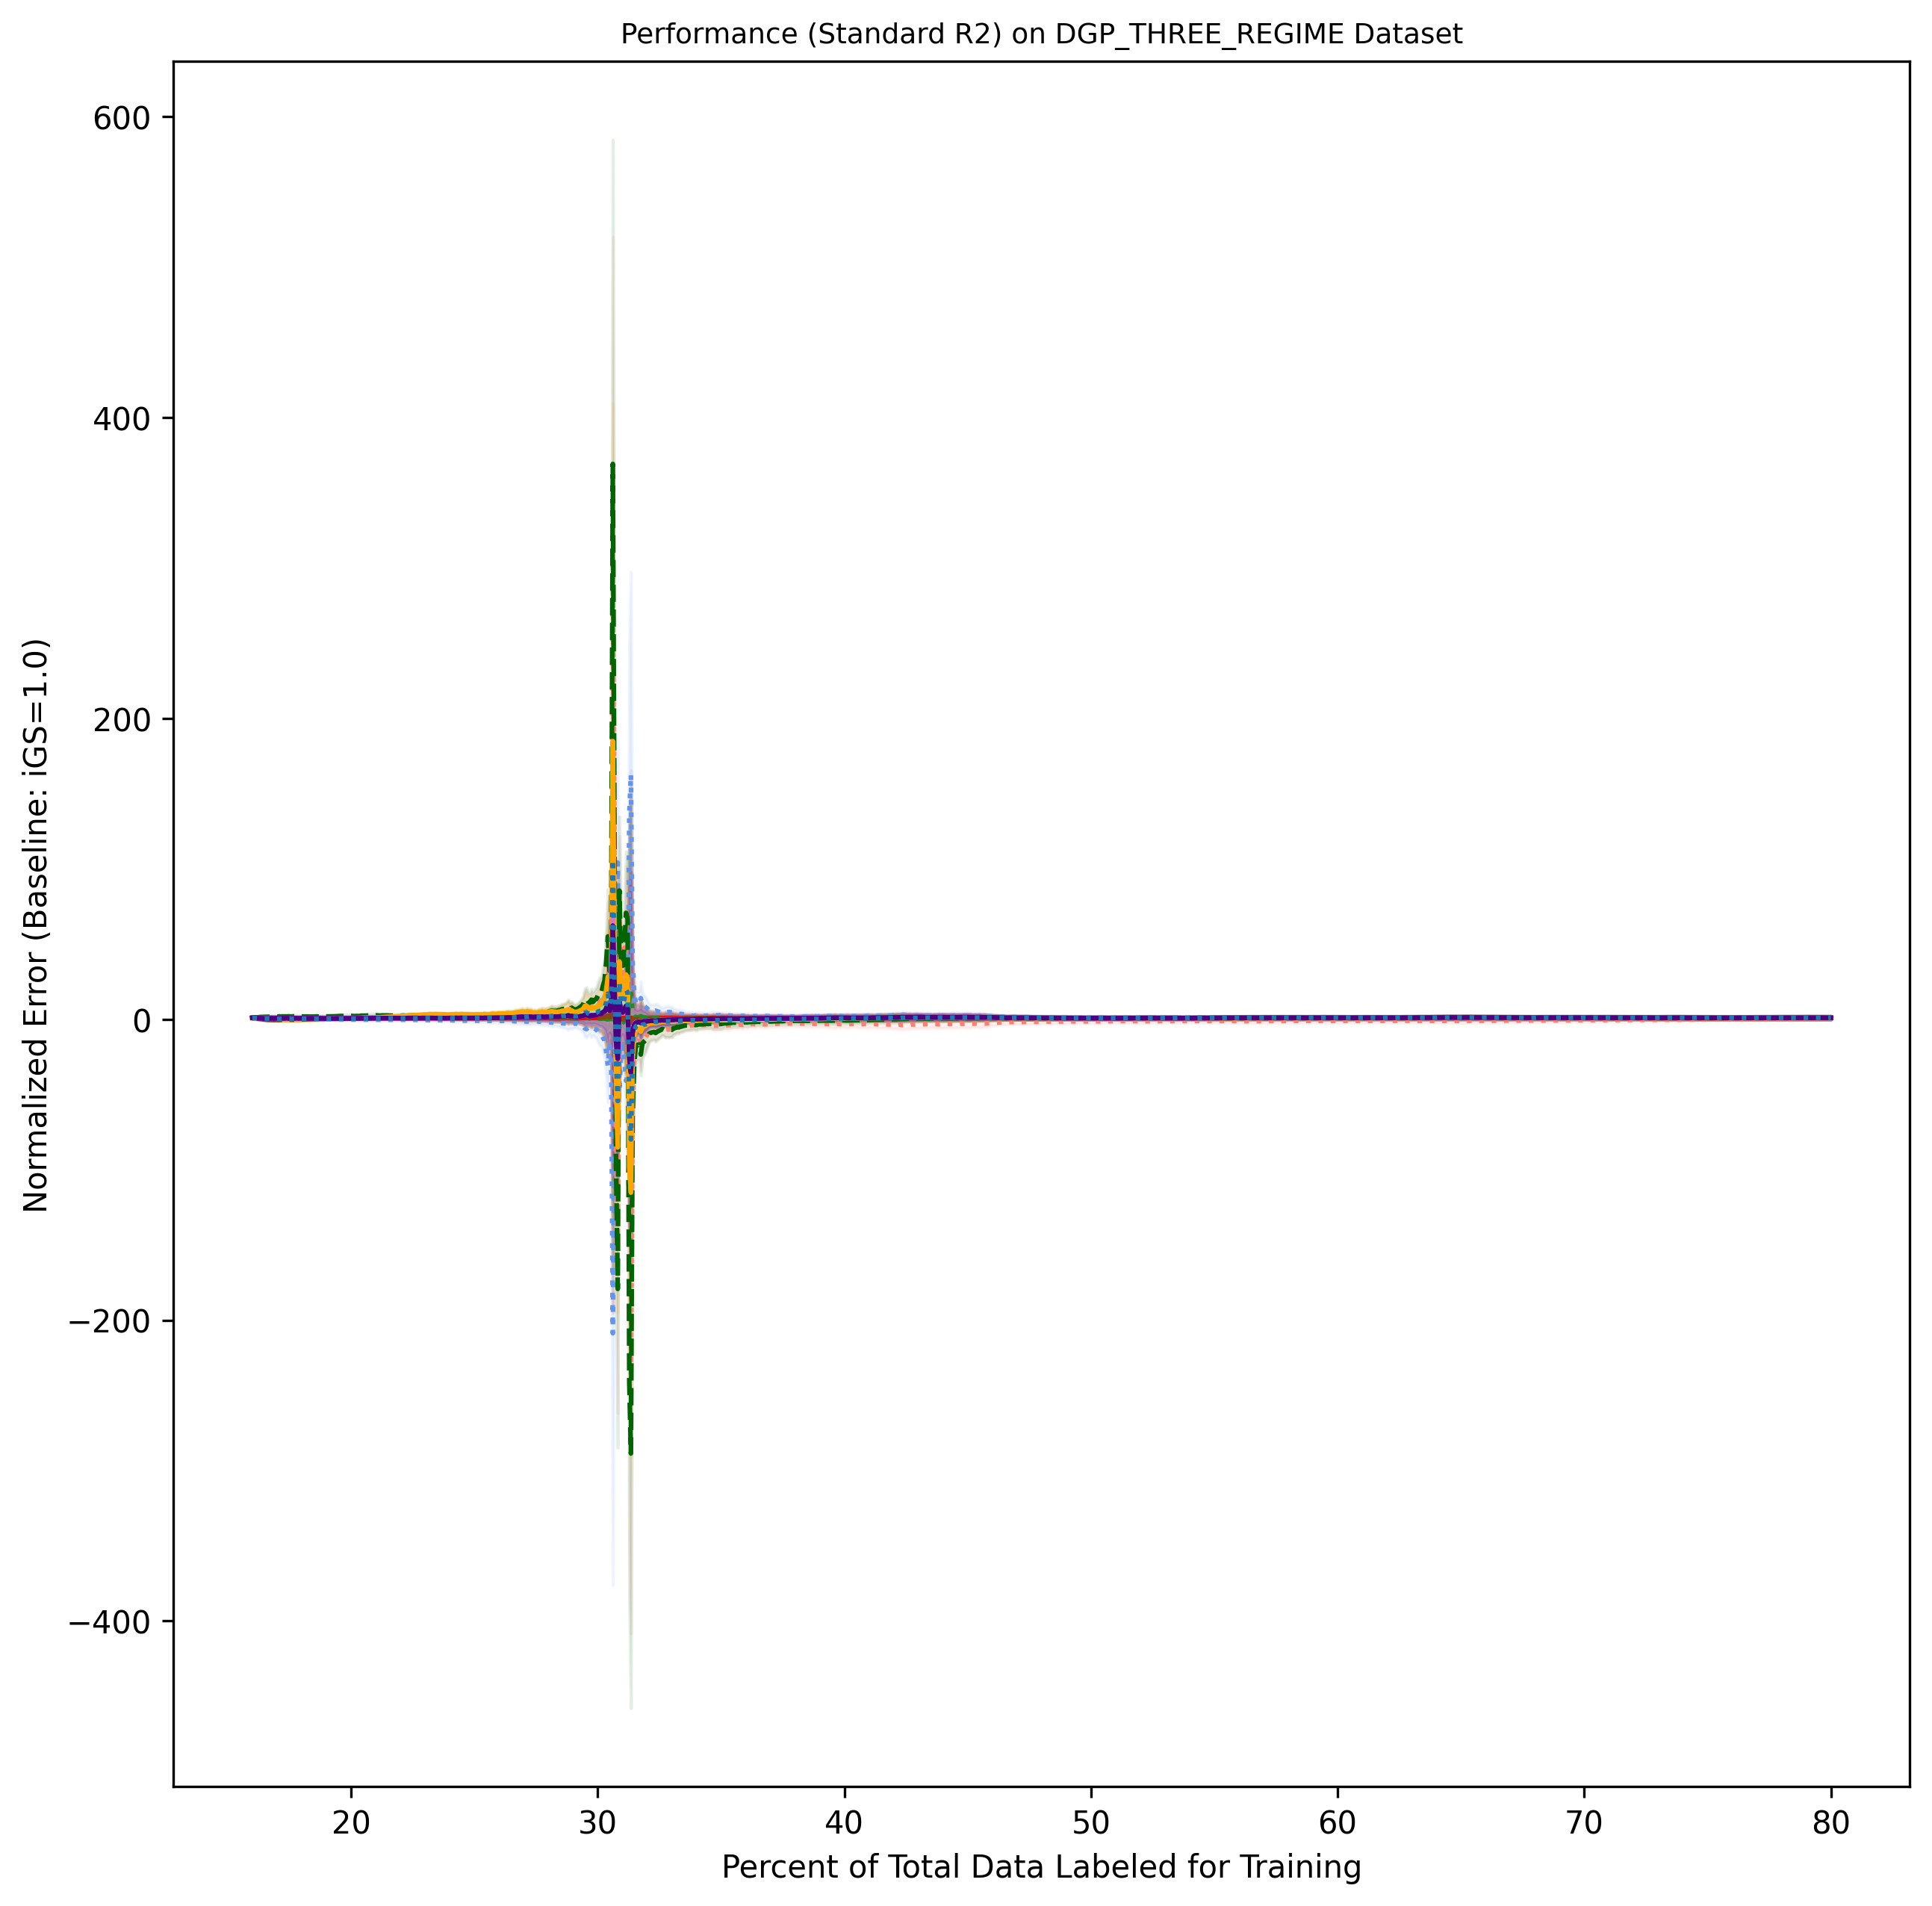 Performance (Standard R2) on DGP_THREE_REGIME Dataset
Normalized Error (Baseline: iGS=1.0)
600
400
200
0
−200
−400
20 30 40 50 60 70 80
Percent of Total Data Labeled for Training